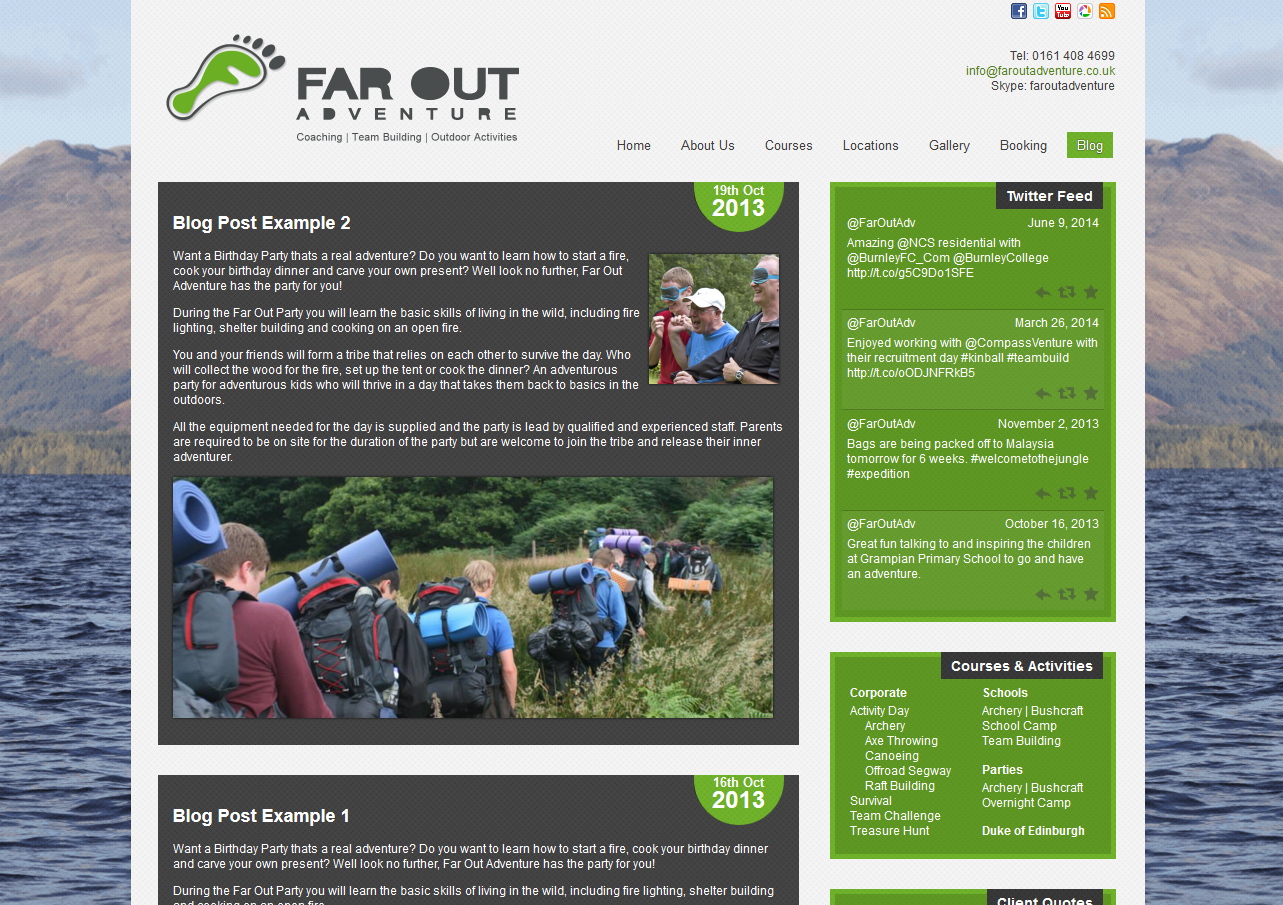 FAR OUT
ADVENTURE
Coaching | Team Building | Outdoor Activities
You
Tube
Tel: 0161 408 4699
info@faroutadventure.co.uk
Skype: faroutadventure
Home About Us Courses Locations Gallery Booking Blog
19th Oct
2013
Blog Post Example 2
Want a Birthday Party thats a real adventure? Do you want to learn how to start a fire,
cook your birthday dinner and carve your own present? Well look no further, Far Out
Adventure has the party for you!
During the Far Out Party you will learn the basic skills of living in the wild, including fire
lighting, shelter building and cooking on an open fire.
You and your friends will form a tribe that relies on each other to survive the day. Who
will collect the wood for the fire, set up the tent or cook the dinner? An adventurous
party for adventurous kids who will thrive in a day that takes them back to basics in the
outdoors.
All the equipment needed for the day is supplied and the party is lead by qualified and experienced staff. Parents
are required to be on site for the duration of the party but are welcome to join the tribe and release their inner
adventurer.
16th Oct
2013
Blog Post Example 1
Want a Birthday Party thats a real adventure? Do you want to learn how to start a fire, cook your birthday dinner
and carve your own present? Well look no further, Far Out Adventure has the party for you!
During the Far Out Party you will learn the basic skills of living in the wild, including fire lighting, shelter building
and cooking on an open fire.
Twitter Feed
@FarOutAdv June 9, 2014
Amazing @NCS residential with
@BurnleyFC_Com @BurnleyCollege
http://t.co/g5C9Do1SFE
@FarOutAdv March 26, 2014
Enjoyed working with @CompassVenture with
their recruitment day #kinball #teambuild
http://t.co/oODJNFRkB5
@FarOutAdv November 2, 2013
Bags are being packed off to Malaysia
tomorrow for 6 weeks. #welcometothejungle
#expedition
@FarOutAdv October 16, 2013
Great fun talking to and inspiring the children
at Grampian Primary School to go and have
an adventure.
Courses & Activities
Corporate
Activity Day
Archery
Axe Throwing
Canoeing
Offroad Segway
Raft Building
Survival
Team Challenge
Treasure Hunt
Schools
Archery | Bushcraft
School Camp
Team Building
Parties
Archery | Bushcraft
Overnight Camp
Duke of Edinburgh
Client Quotes